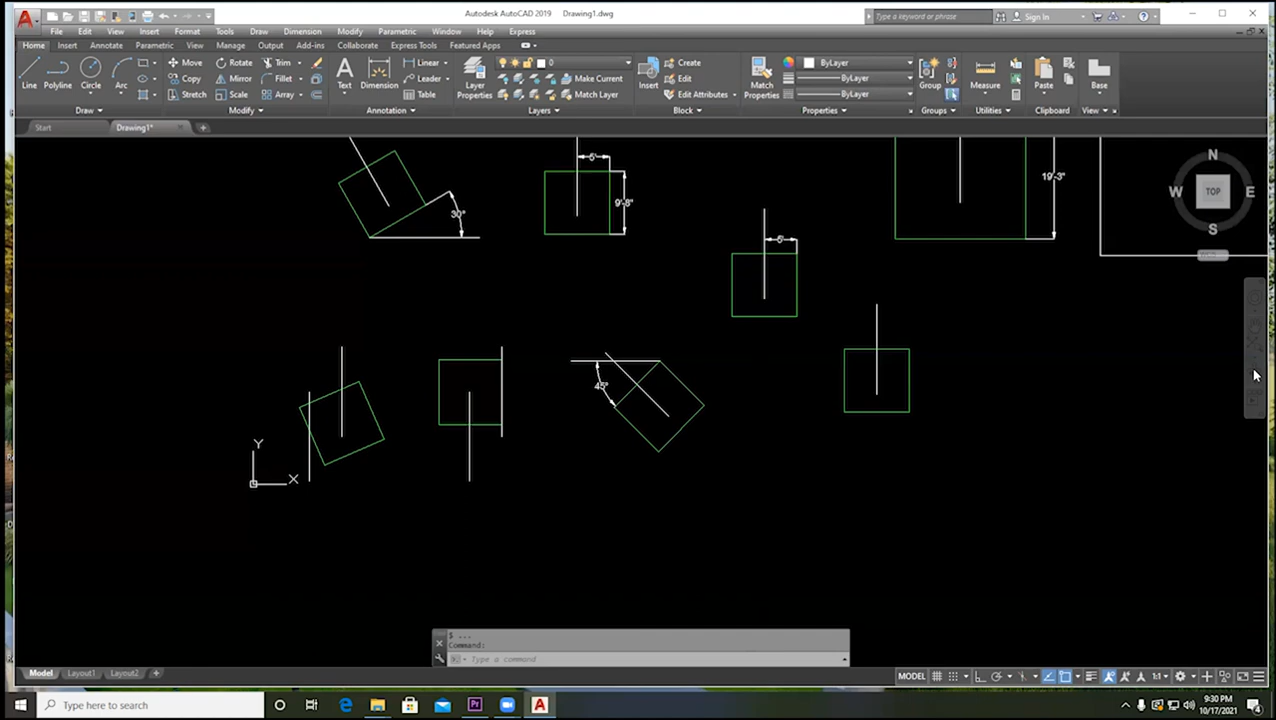 Autodesk AutoCAD 2019 Drawing1.dwg
Type a keyword or phrase
Sign In
File Edit View Insert Format Tools Draw Dimension Modify Parametric Window Help Express
Home Insert Annotate Parametric View Manage Output Add-ins Collaborate Express Tools Featured Apps
Line Polyline Circle Arc
Move Rotate Trim
Copy Mirror Fillet
Stretch Scale Array
Text Dimension
Linear
Leader
Table
Layer Properties
0
Make Current
Match Layer
Insert
Create
Edit
Edit Attributes
Match Properties
ByLayer
ByLayer
ByLayer
Group
Measure
Paste
Base
Draw Modify Annotation Layers Block Properties Groups Utilities Clipboard View
Start Drawing1*
N
W TOP E
S
5'
9'-8"
30°
19'-3"
5'
45°
Y
X
Command:
Type a command
Model Layout1 Layout2
MODEL
1:1
Type here to search
9:30 PM
10/17/2021